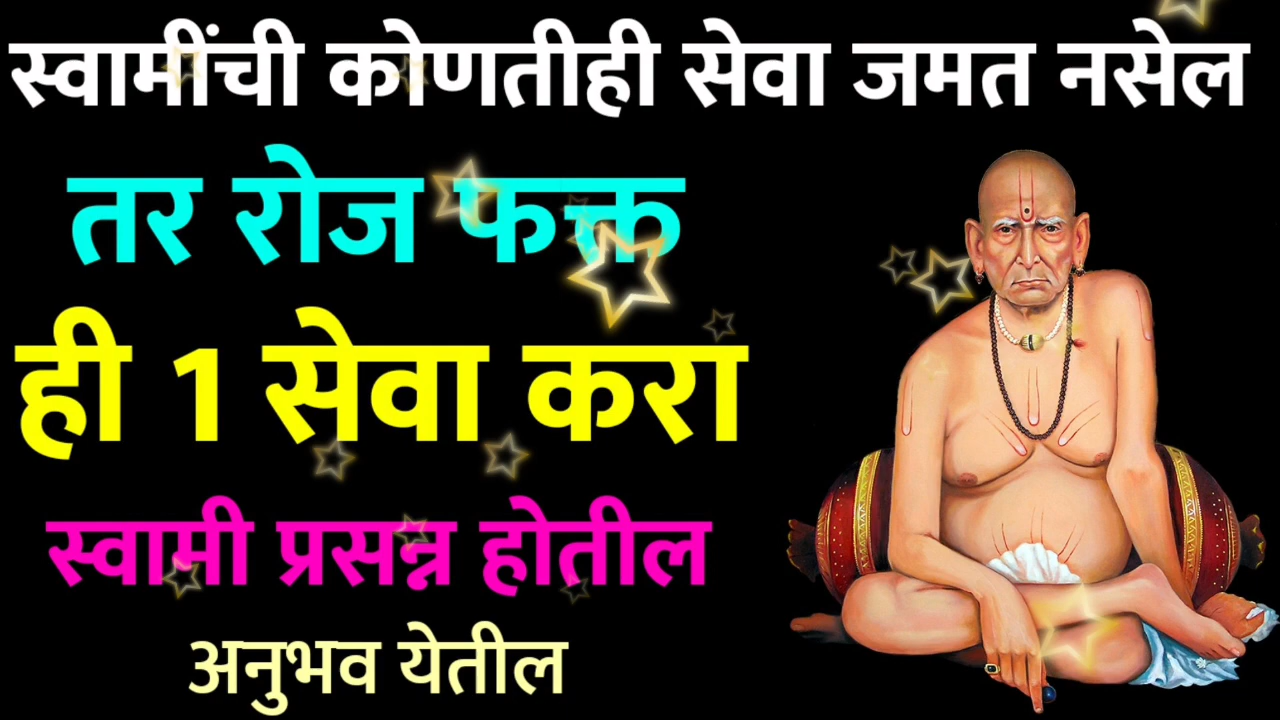 स्वामींची कोणतीही सेवा जमत नसेल
तर रोज फक्त
ही 1 सेवा करा
स्वामी प्रसन्न होतील
अनुभव येतील